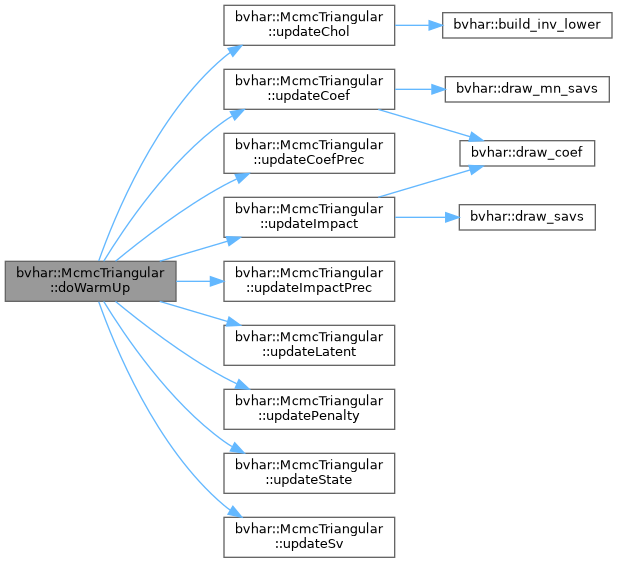 bvhar::McmcTriangular
::doWarmUp
bvhar::McmcTriangular
::updateChol
bvhar::build_inv_lower
bvhar::McmcTriangular
::updateCoef
bvhar::draw_mn_savs
bvhar::draw_coef
bvhar::McmcTriangular
::updateCoefPrec
bvhar::McmcTriangular
::updateImpact
bvhar::draw_savs
bvhar::McmcTriangular
::updateImpactPrec
bvhar::McmcTriangular
::updateLatent
bvhar::McmcTriangular
::updatePenalty
bvhar::McmcTriangular
::updateState
bvhar::McmcTriangular
::updateSv